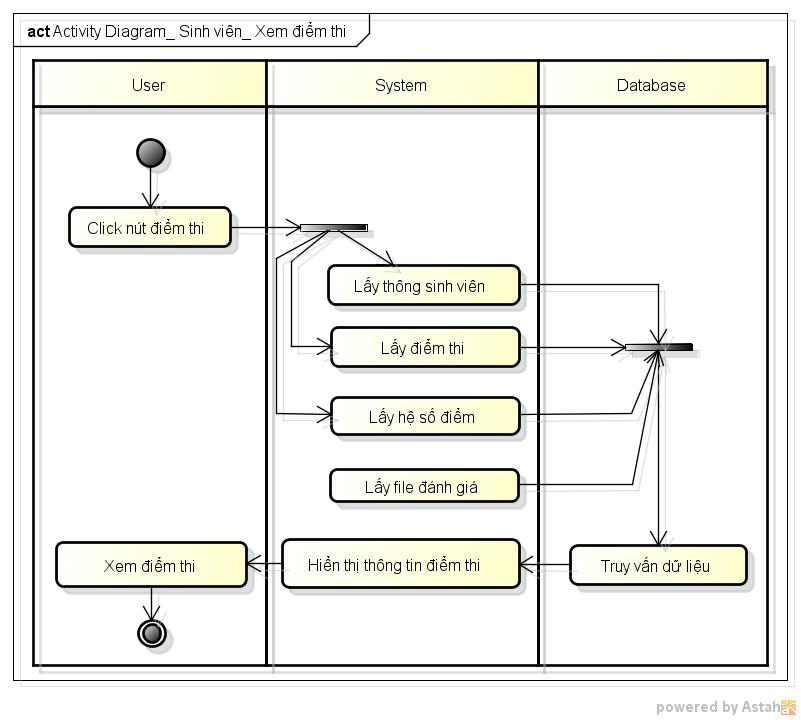 act Activity Diagram_ Sinh viên_ Xem điểm thi
User
System
Database
Click nút điểm thi
Lấy thông sinh viên
Lấy điểm thi
Lấy hệ số điểm
Lấy file đánh giá
Xem điểm thi
Hiển thị thông tin điểm thi
Truy vấn dữ liệu
powered by Astah